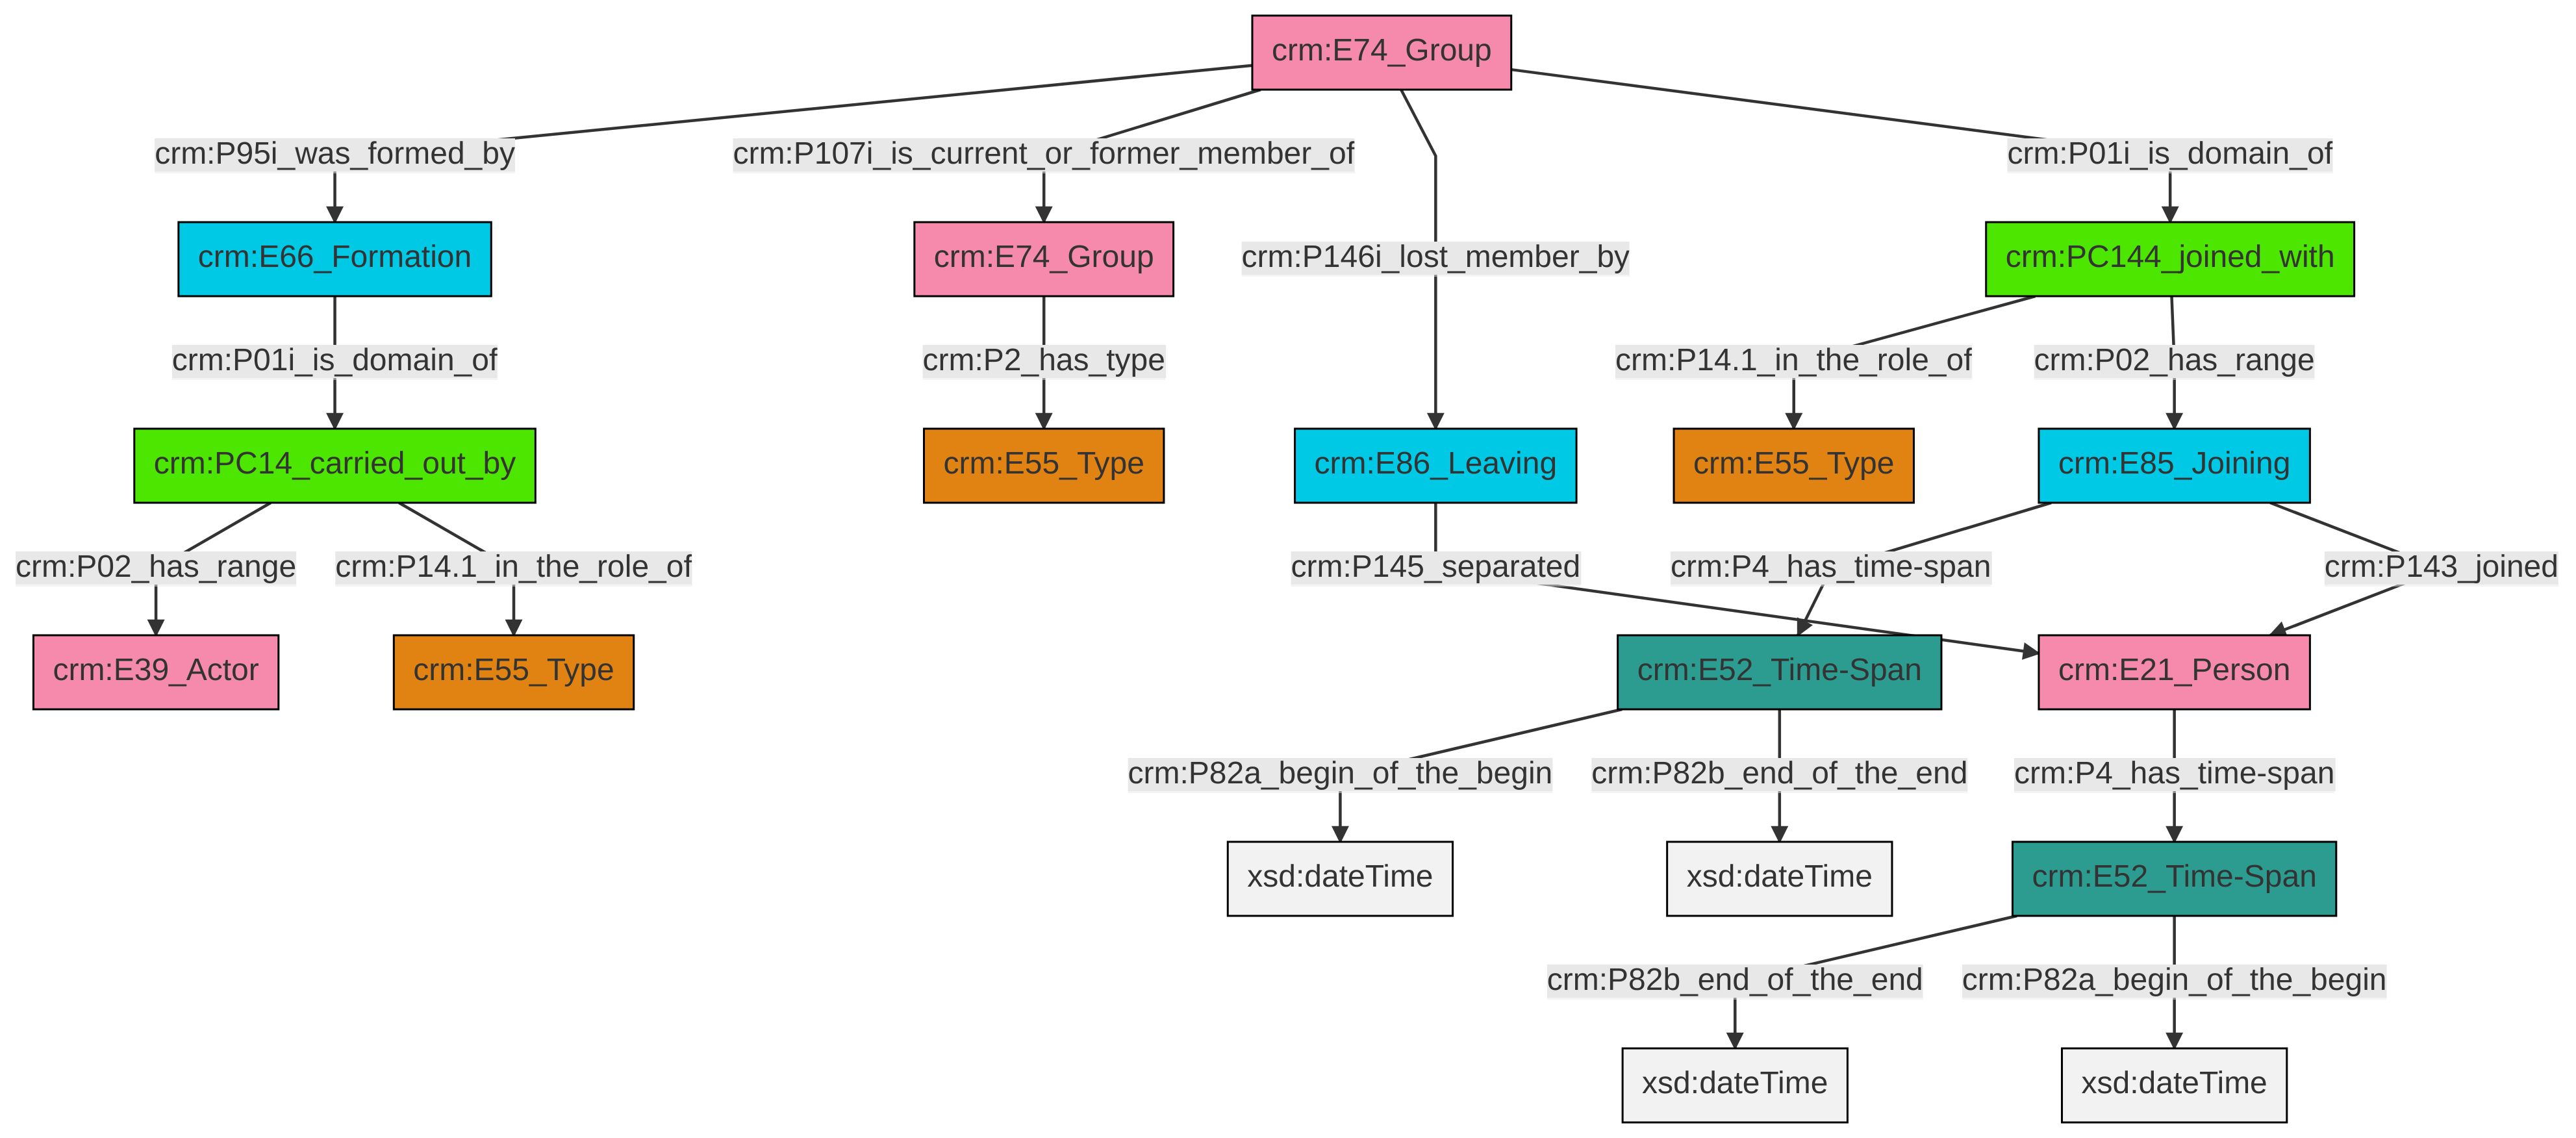 crm:E74_Group
crm:P95i_was_formed_by
crm:P107i_is_current_or_former_member_of
crm:P01i_is_domain_of
crm:E66_Formation
crm:E74_Group
crm:P146i_lost_member_by
crm:PC144_joined_with
crm:P01i_is_domain_of
crm:P2_has_type
crm:P14.1_in_the_role_of
crm:P02_has_range
crm:PC14_carried_out_by
crm:E55_Type
crm:E86_Leaving
crm:E55_Type
crm:E85_Joining
crm:P02_has_range
crm:P14.1_in_the_role_of
crm:P145_separated
crm:P4_has_time-span
crm:P143_joined
crm:E39_Actor
crm:E55_Type
crm:E52_Time-Span
crm:E21_Person
crm:P82a_begin_of_the_begin
crm:P82b_end_of_the_end
crm:P4_has_time-span
xsd:dateTime
xsd:dateTime
crm:E52_Time-Span
crm:P82b_end_of_the_end
crm:P82a_begin_of_the_begin
xsd:dateTime
xsd:dateTime